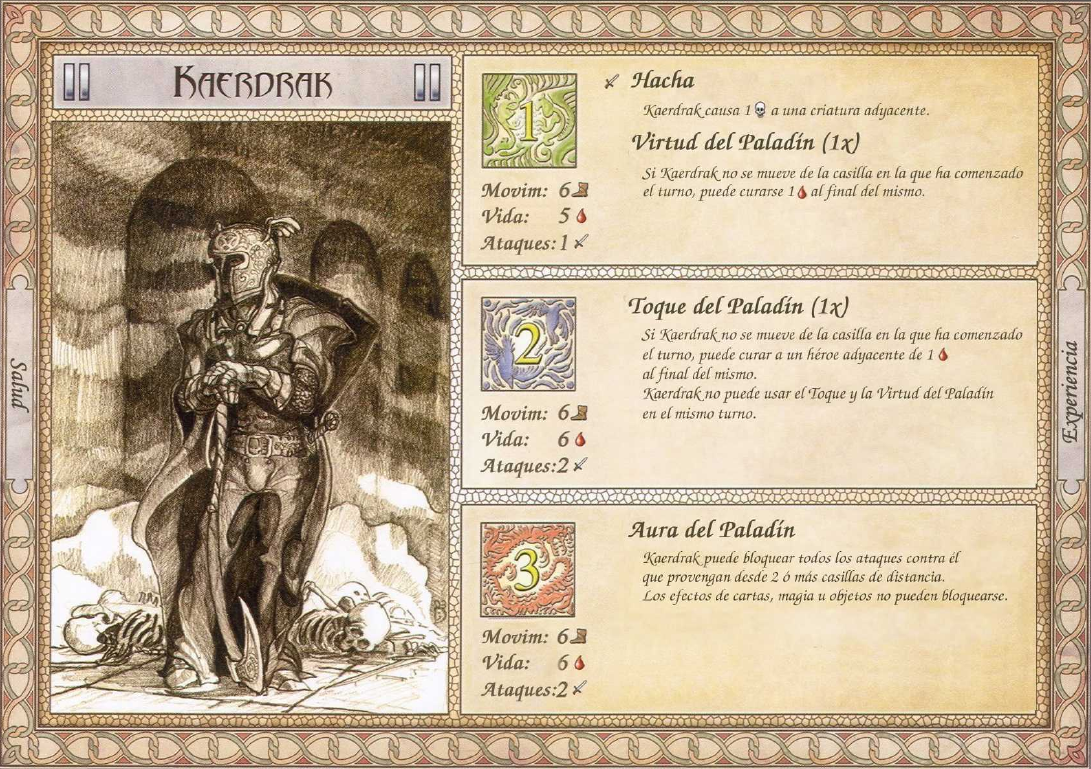 KAERDRAK
Salud
1
Movim: 6
Vida: 5
Ataques: 1
Hacha
Kaerdrak causa 1 a una criatura adyacente.
Virtud del Paladín (1x)
Si Kaerdrak no se mueve de la casilla en la que ha comenzado
el turno, puede curarse 1 al final del mismo.
2
Movim: 6
Vida: 6
Ataques: 2
Toque del Paladín (1x)
Si Kaerdrak no se mueve de la casilla en la que ha comenzado
el turno, puede curar a un héroe adyacente de 1
al final del mismo.
Kaerdrak no puede usar el Toque y la Virtud del Paladín
en el mismo turno.
3
Movim: 6
Vida: 6
Ataques: 2
Aura del Paladín
Kaerdrak puede bloquear todos los ataques contra él
que provengan desde 2 ó más casillas de distancia.
Los efectos de cartas, magia u objetos no pueden bloquearse.
Experiencia